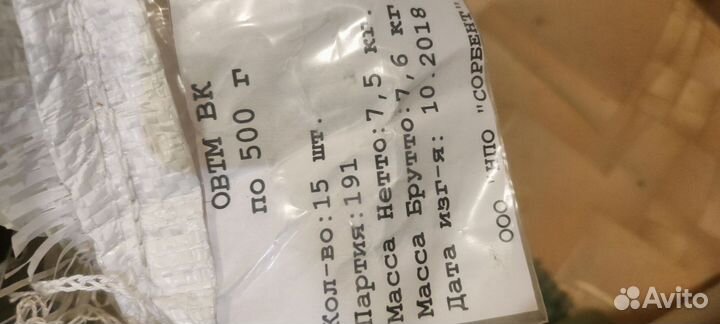 ОВТМ ВК
по 500 г
Кол-во:15 шт.
Партия:191
Масса Нетто:7,5 кг.
Масса Брутто:7,6 кг
Дата изг-я: 10.2018
ООО "НПО "СОРБЕНТ"
Avito